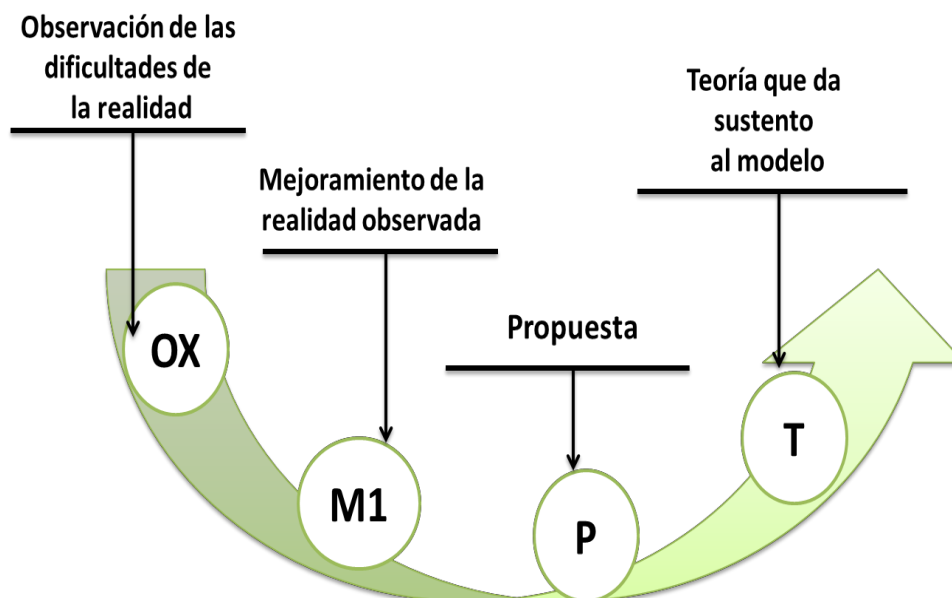 Observación de las
dificultades de
la realidad
OX
Mejoramiento de la
realidad observada
M1
Propuesta
P
Teoría que da
sustento
al modelo
T